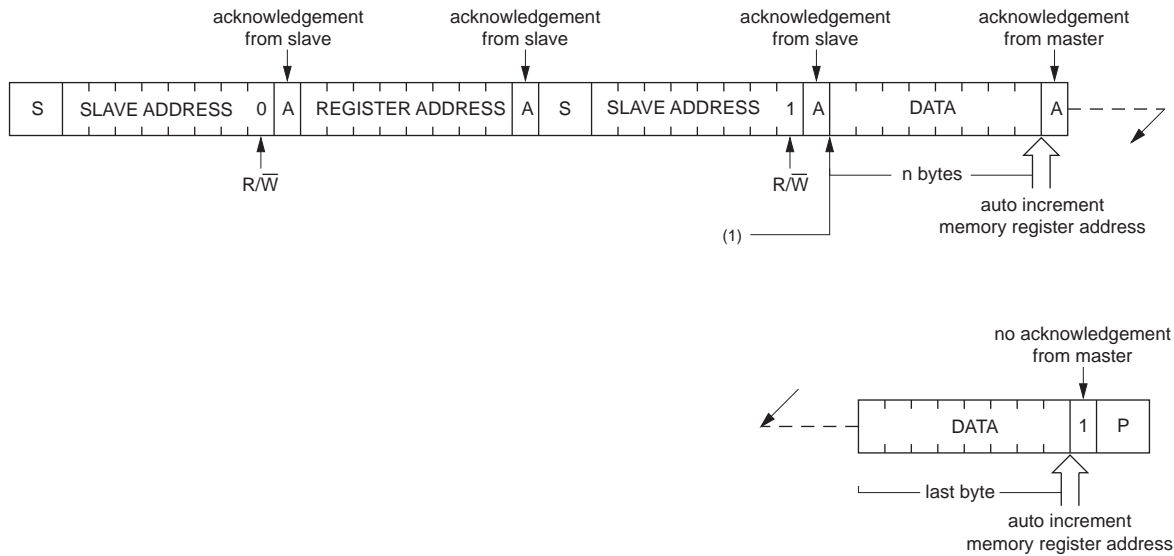 acknowledgement
from slave
acknowledgement
from slave
acknowledgement
from slave
acknowledgement
from master
S SLAVE ADDRESS 0 A REGISTER ADDRESS A S SLAVE ADDRESS 1 A DATA A
R/W̅
R/W̅
n bytes
auto increment
memory register address
(1)
no acknowledgement
from master
DATA 1 P
last byte
auto increment
memory register address